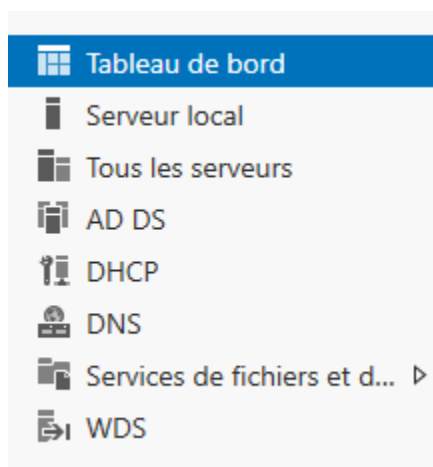 Tableau de bord
Serveur local
Tous les serveurs
AD DS
DHCP
DNS
Services de fichiers et d...
WDS